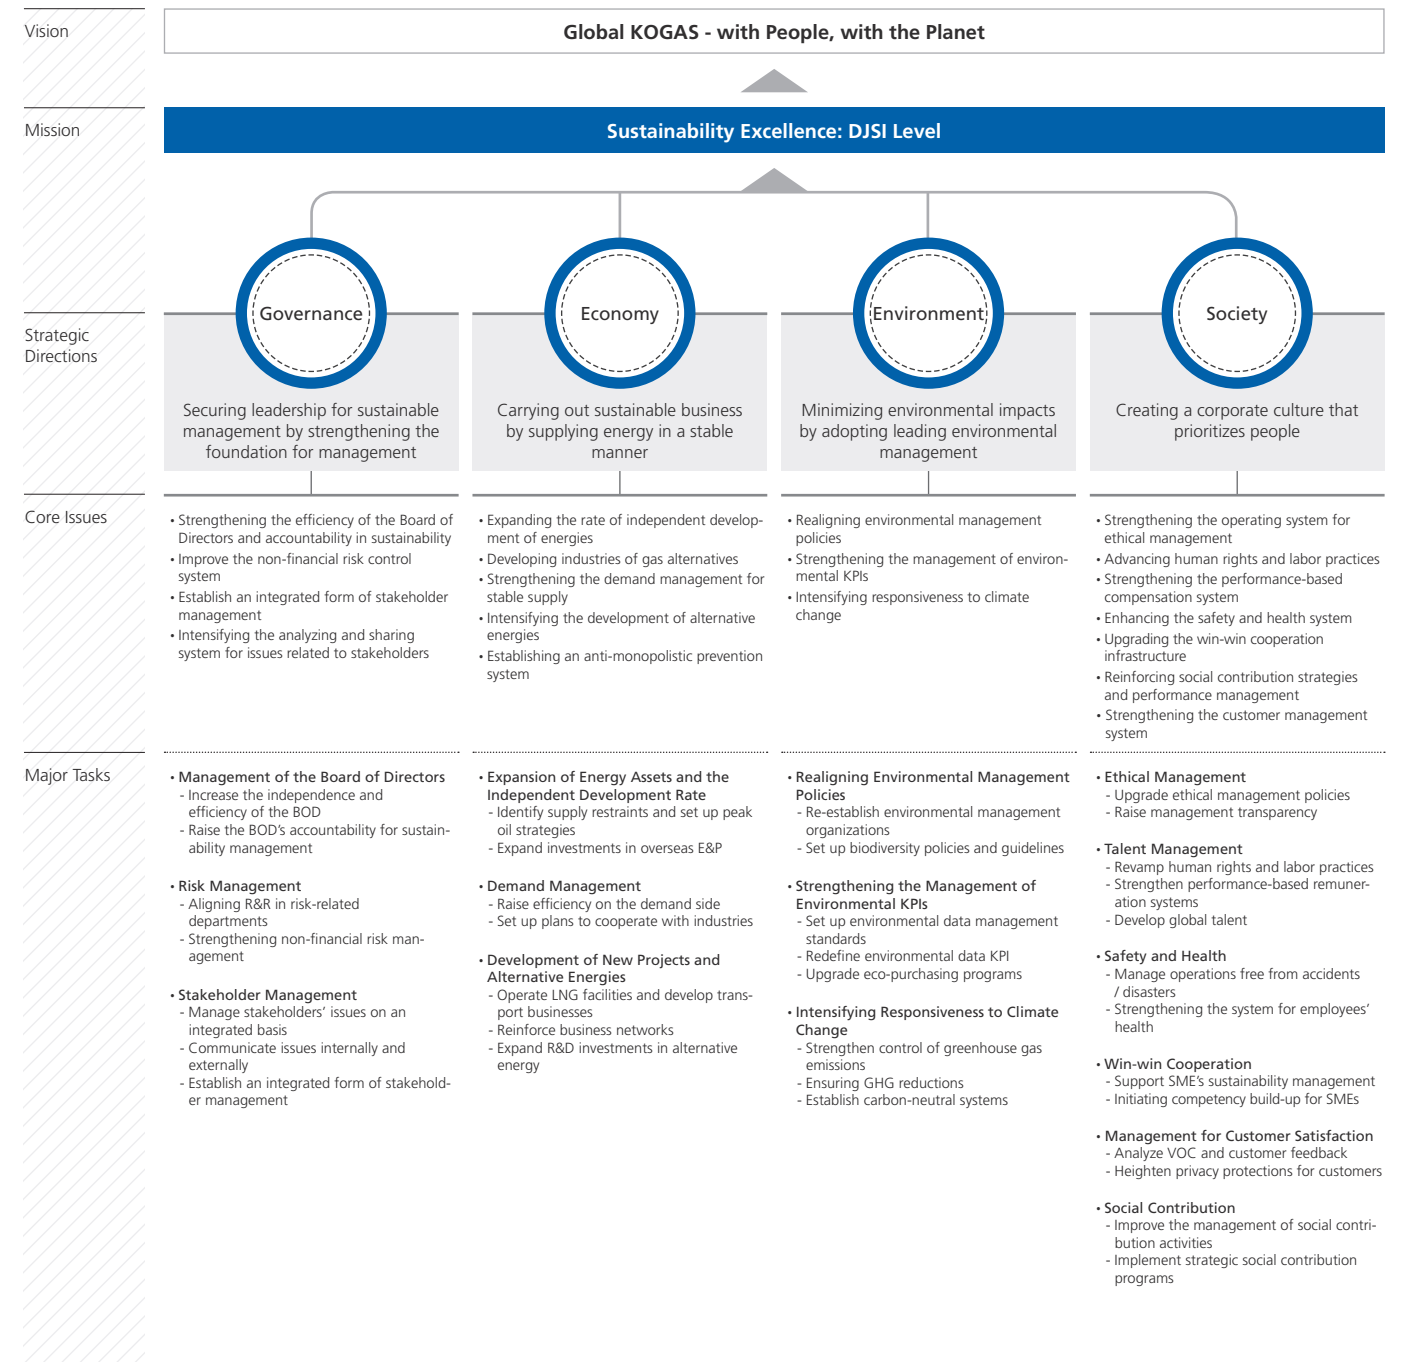 Vision
Global KOGAS - with People, with the Planet
Mission
Sustainability Excellence: DJSI Level
Strategic
Directions
Governance
Securing leadership for sustainable
management by strengthening the
foundation for management
Economy
Carrying out sustainable business
by supplying energy in a stable
manner
Environment
Minimizing environmental impacts
by adopting leading environmental
management
Society
Creating a corporate culture that
prioritizes people
Core Issues
• Strengthening the efficiency of the Board of
Directors and accountability in sustainability
• Improve the non-financial risk control
system
• Establish an integrated form of stakeholder
management
• Intensifying the analyzing and sharing
system for issues related to stakeholders
• Expanding the rate of independent develop-
ment of energies
• Developing industries of gas alternatives
• Strengthening the demand management for
stable supply
• Intensifying the development of alternative
energies
• Establishing an anti-monopolistic prevention
system
• Realigning environmental management
policies
• Strengthening the management of environ-
mental KPIs
• Intensifying responsiveness to climate
change
• Strengthening the operating system for
ethical management
• Advancing human rights and labor practices
• Strengthening the performance-based
compensation system
• Enhancing the safety and health system
• Upgrading the win-win cooperation
infrastructure
• Reinforcing social contribution strategies
and performance management
• Strengthening the customer management
system
Major Tasks
• Management of the Board of Directors
- Increase the independence and
efficiency of the BOD
- Raise the BOD’s accountability for sustain-
ability management
• Risk Management
- Aligning R&R in risk-related
departments
- Strengthening non-financial risk man-
agement
• Stakeholder Management
- Manage stakeholders’ issues on an
integrated basis
- Communicate issues internally and
externally
- Establish an integrated form of stakehold-
er management
• Expansion of Energy Assets and the
Independent Development Rate
- Identify supply restraints and set up peak
oil strategies
- Expand investments in overseas E&P
• Demand Management
- Raise efficiency on the demand side
- Set up plans to cooperate with industries
• Development of New Projects and
Alternative Energies
- Operate LNG facilities and develop trans-
port businesses
- Reinforce business networks
- Expand R&D investments in alternative
energy
• Realigning Environmental Management
Policies
- Re-establish environmental management
organizations
- Set up biodiversity policies and guidelines
• Strengthening the Management of
Environmental KPIs
- Set up environmental data management
standards
- Redefine environmental data KPI
- Upgrade eco-purchasing programs
• Intensifying Responsiveness to Climate
Change
- Strengthen control of greenhouse gas
emissions
- Ensuring GHG reductions
- Establish carbon-neutral systems
• Ethical Management
- Upgrade ethical management policies
- Raise management transparency
• Talent Management
- Revamp human rights and labor practices
- Strengthen performance-based remuner-
ation systems
- Develop global talent
• Safety and Health
- Manage operations free from accidents
/ disasters
- Strengthening the system for employees’
health
• Win-win Cooperation
- Support SME’s sustainability management
- Initiating competency build-up for SMEs
• Management for Customer Satisfaction
- Analyze VOC and customer feedback
- Heighten privacy protections for customers
• Social Contribution
- Improve the management of social contri-
bution activities
- Implement strategic social contribution
programs